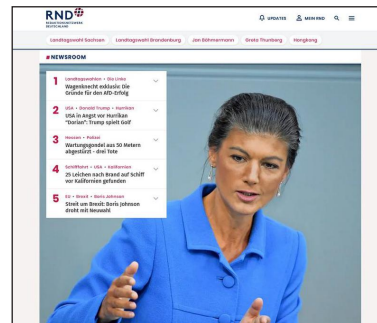 RND
REDAKTIONSNETZWERK
DEUTSCHLAND
UPDATES MEIN RND
Landtagswahl Sachsen Landtagswahl Brandenburg Jan Böhmermann Greta Thunberg Hongkong
#NEWSROOM
1 Landtagswahlen • Die Linke
Wagenknecht exklusiv: Die
Gründe für den AfD-Erfolg
2 USA • Donald Trump • Hurrikan
USA in Angst vor Hurrikan
"Dorian": Trump spielt Golf
3 Hessen • Polizei
Wartungsgondel aus 50 Metern
abgestürzt - drei Tote
4 Schifffahrt • USA • Kalifornien
25 Leichen nach Brand auf Schiff
vor Kalifornien gefunden
5 EU • Brexit • Boris Johnson
Streit um Brexit: Boris Johnson
droht mit Neuwahl